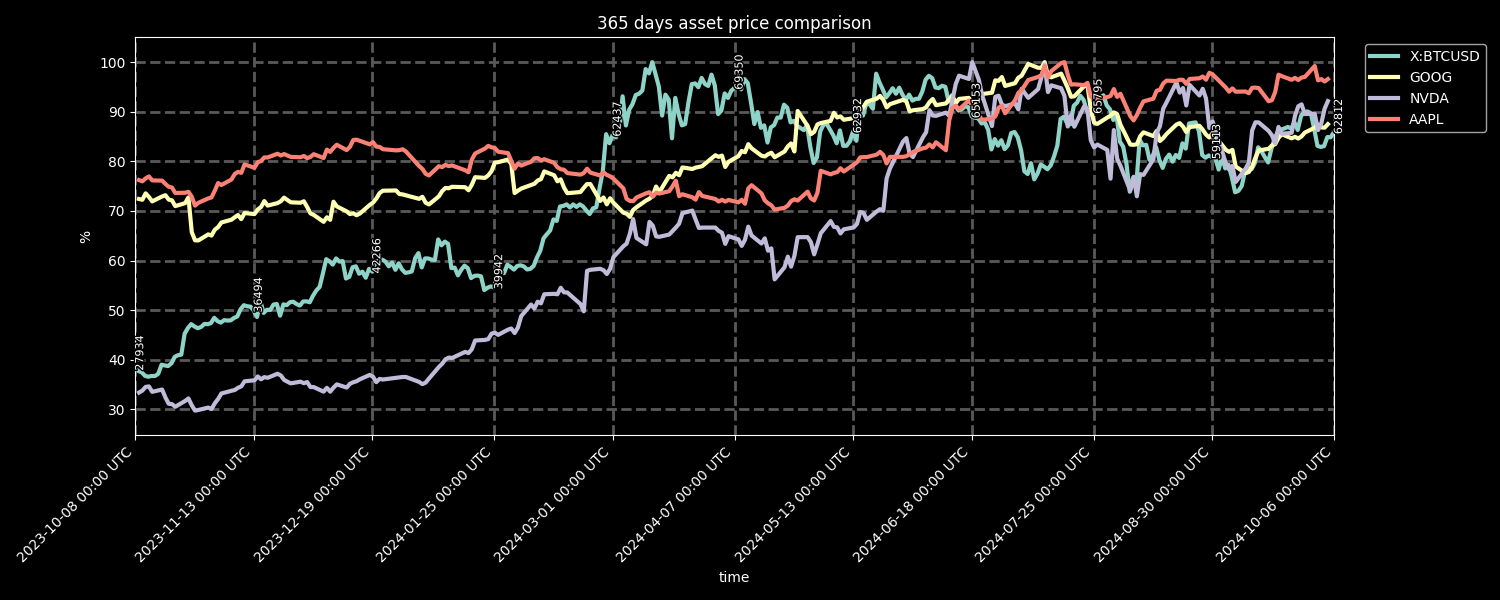 365 days asset price comparison
X:BTCUSD
GOOG
NVDA
AAPL
%
100
90
80
70
60
50
40
30
27934
36494
42266
39942
62437
69350
62932
65795
59113
62812
2023-10-08 00:00 UTC
2023-11-13 00:00 UTC
2023-12-19 00:00 UTC
2024-01-25 00:00 UTC
2024-03-01 00:00 UTC
2024-04-07 00:00 UTC
2024-05-13 00:00 UTC
2024-06-18 00:00 UTC
2024-07-25 00:00 UTC
2024-08-30 00:00 UTC
2024-10-06 00:00 UTC
time